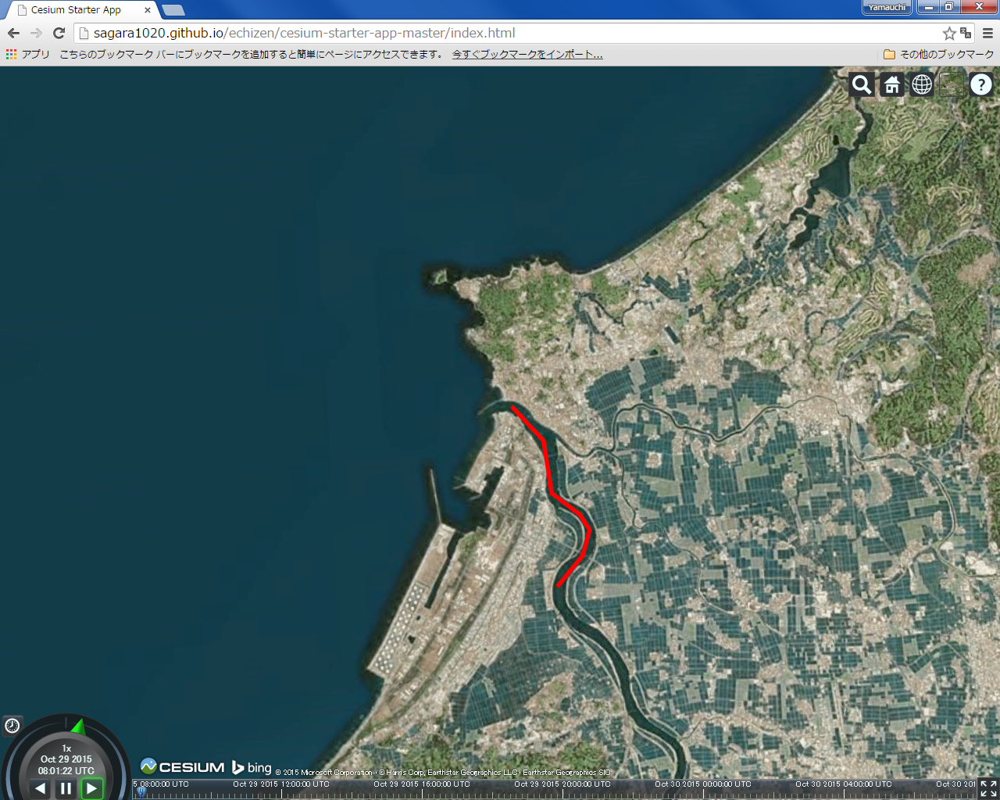 Cesium Starter App
Yamauchi
sagara1020.github.io/echizen/cesium-starter-app-master/index.html
アプリ こちらのブックマーク バーにブックマークを追加すると簡単にページにアクセスできます。 今すぐブックマークをインポート... その他のブックマーク
?
1x
Oct 29 2015
08:01:22 UTC
CESIUM bing © 2015 Microsoft Corporation · © Harris Corp, Earthstar Geographics LLC · Earthstar Geographics SIO
5 08:00:00 UTC Oct 29 2015 12:00:00 UTC Oct 29 2015 16:00:00 UTC Oct 29 2015 20:00:00 UTC Oct 30 2015 00:00:00 UTC Oct 30 2015 04:00:00 UTC Oct 30 201